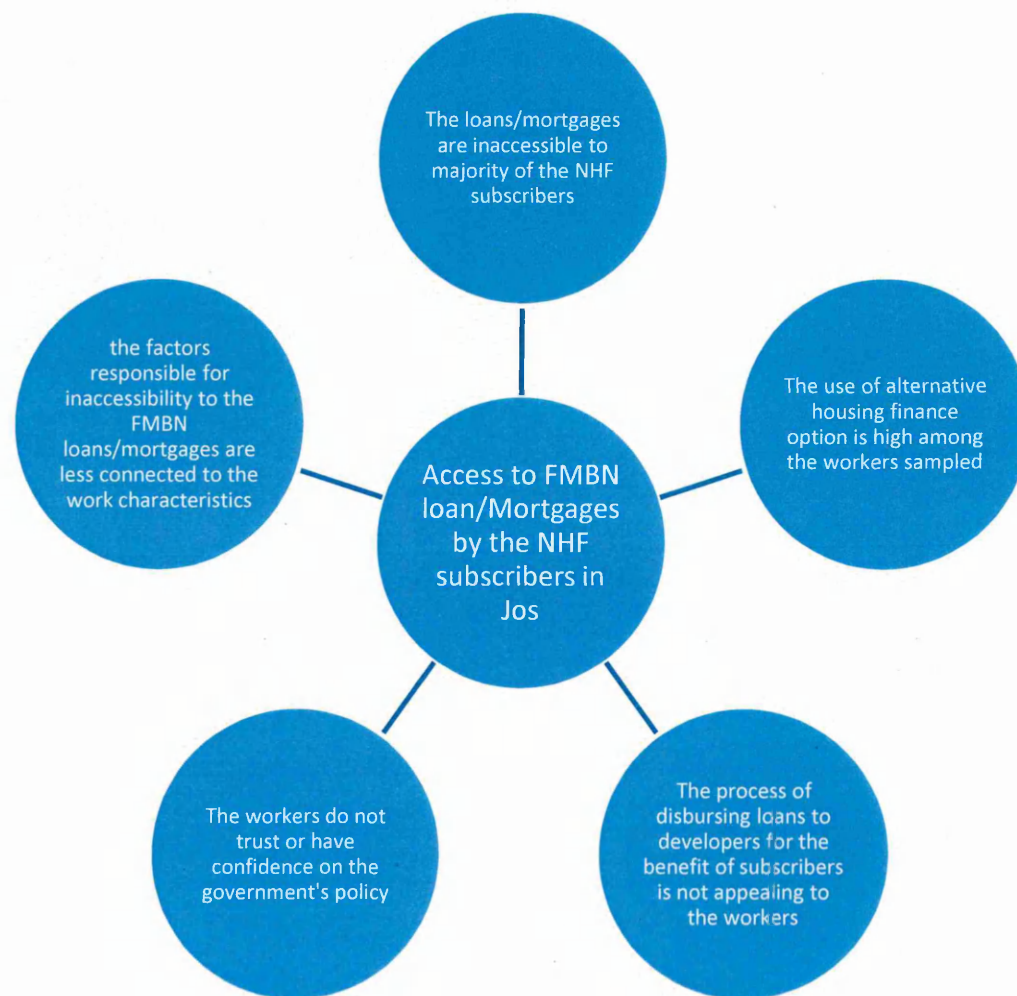 The loans/mortgages
are inaccessible to
majority of the NHF
subscribers
the factors
responsible for
inaccessibility to the
FMBN
loans/mortgages are
less connected to the
work characteristics
The use of alternative
housing finance
option is high among
the workers sampled
Access to FMBN
loan/Mortgages
by the NHF
subscribers in
Jos
The workers do not
trust or have
confidence on the
government's policy
The process of
disbursing loans to
developers for the
benefit of subscribers
is not appealing to
the workers